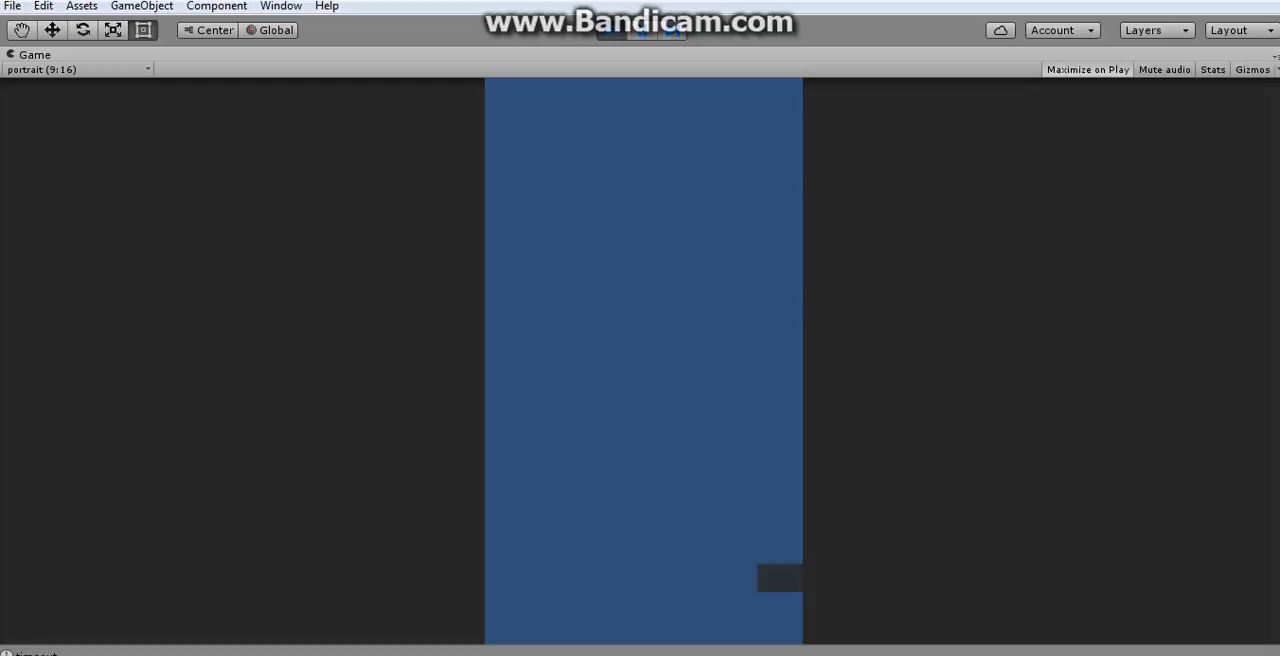 File Edit Assets GameObject Component Window Help
www.Bandicam.com
Center Global Account Layers Layout
Game
portrait (9:16) Maximize on Play Mute audio Stats Gizmos
timeout